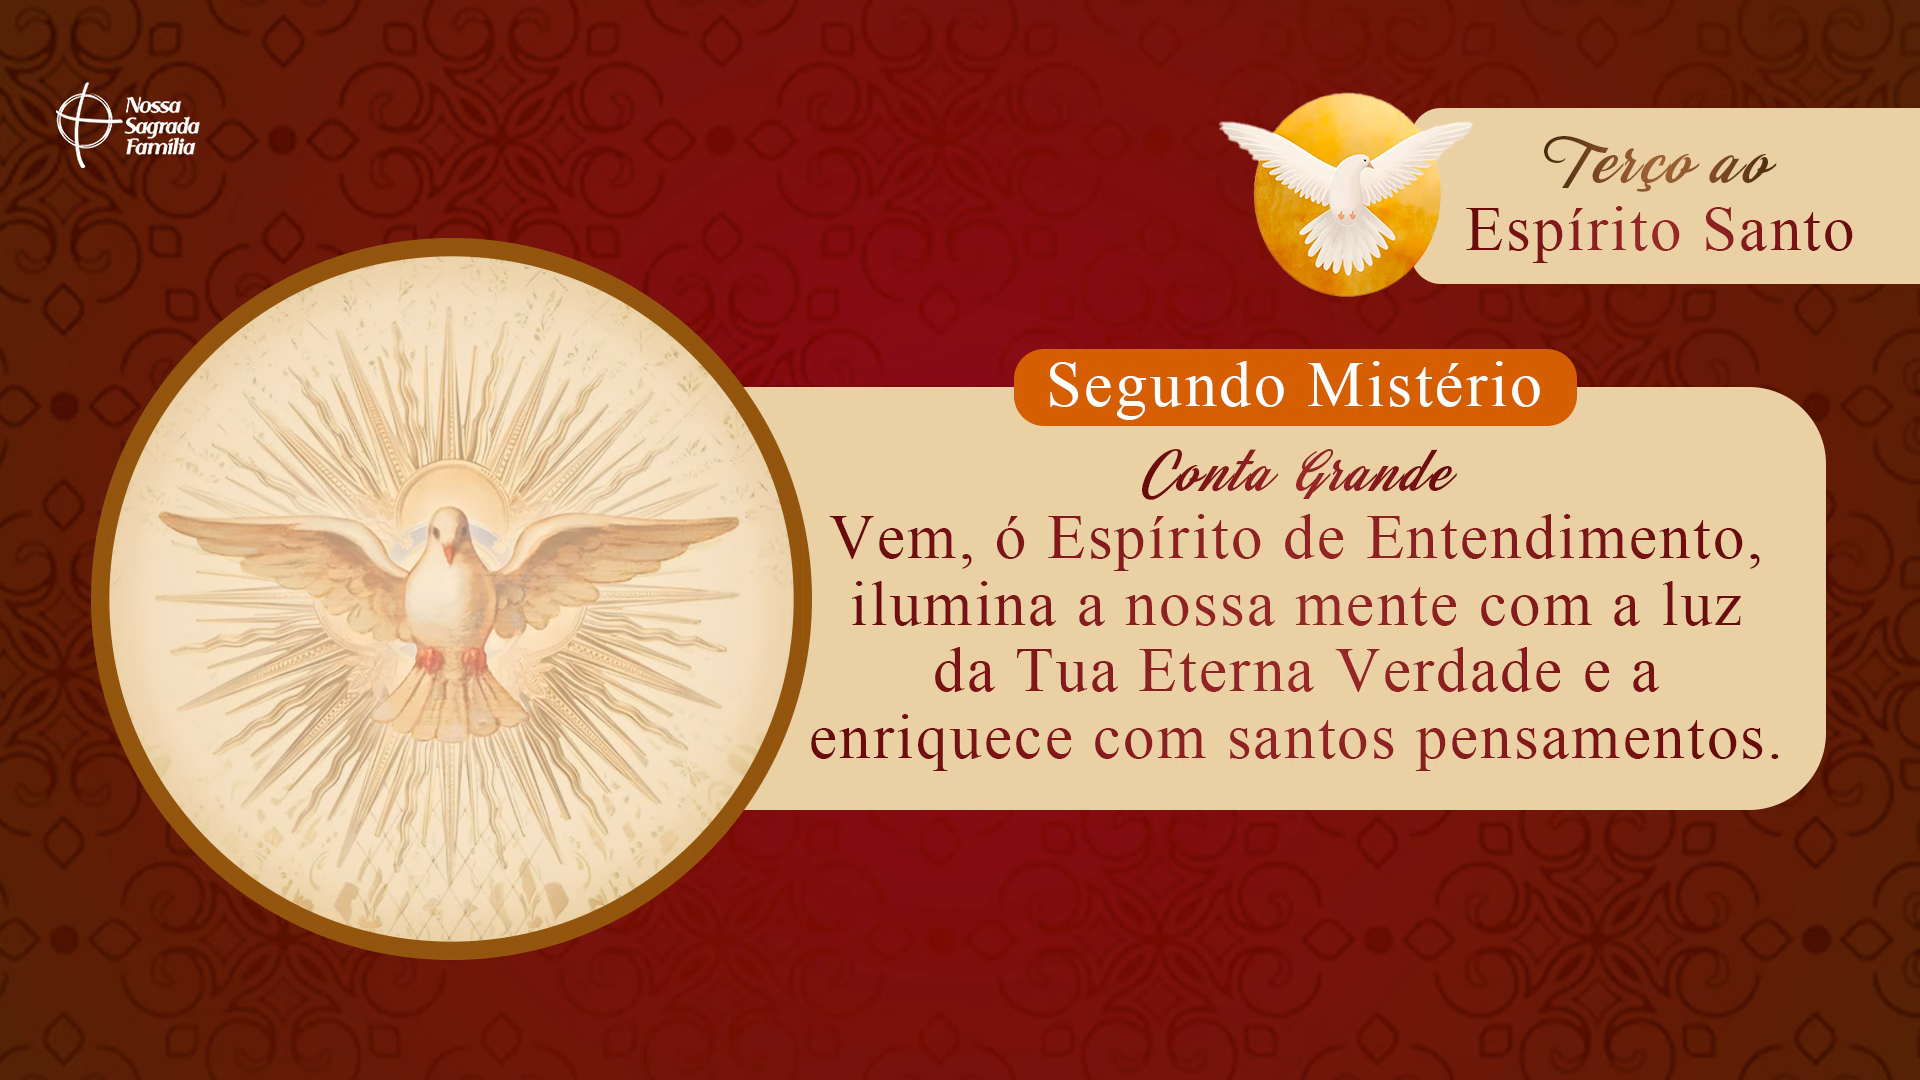 Nossa
Sagrada
Família
Terço ao
Espírito Santo
Segundo Mistério
Conta Grande
Vem, ó Espírito de Entendimento,
ilumina a nossa mente com a luz
da Tua Eterna Verdade e a
enriquece com santos pensamentos.